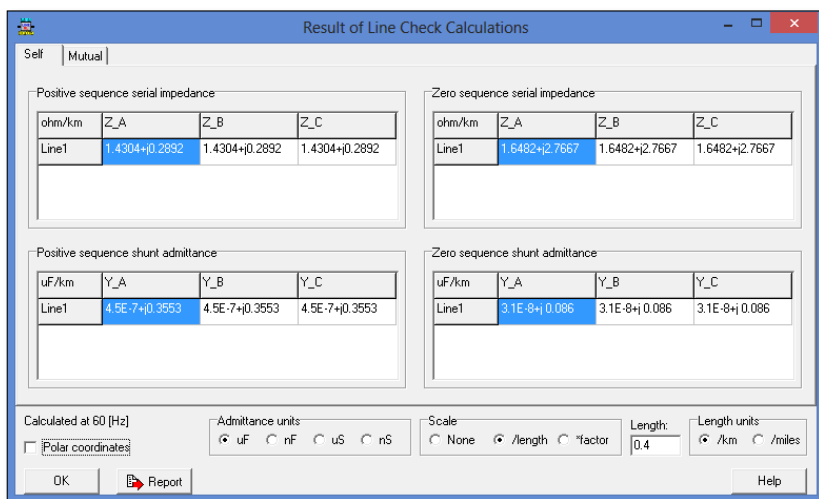 Result of Line Check Calculations
Self Mutual
Positive sequence serial impedance
ohm/km Z_A Z_B Z_C
Line1 1.4304+j0.2892 1.4304+j0.2892 1.4304+j0.2892
Zero sequence serial impedance
ohm/km Z_A Z_B Z_C
Line1 1.6482+j2.7667 1.6482+j2.7667 1.6482+j2.7667
Positive sequence shunt admittance
uF/km Y_A Y_B Y_C
Line1 4.5E-7+j0.3553 4.5E-7+j0.3553 4.5E-7+j0.3553
Zero sequence shunt admittance
uF/km Y_A Y_B Y_C
Line1 3.1E-8+j 0.086 3.1E-8+j 0.086 3.1E-8+j 0.086
Calculated at 60 [Hz]
Polar coordinates
Admittance units
uF nF uS nS
Scale
None /length *factor
Length:
0.4
Length units
/km /miles
OK Report Help